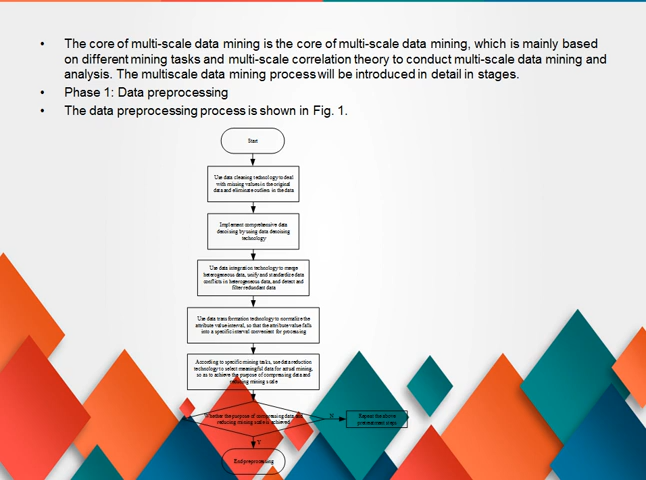 • The core of multi-scale data mining is the core of multi-scale data mining, which is mainly based
on different mining tasks and multi-scale correlation theory to conduct multi-scale data mining and
analysis. The multiscale data mining process will be introduced in detail in stages.
• Phase 1: Data preprocessing
• The data preprocessing process is shown in Fig. 1.
Start
Use data cleaning technology to deal
with missing values in the original
data and eliminate outliers in the data
Implement comprehensive data
denoising by using data denoising
technology
Use data integration technology to merge
heterogeneous data, unify and standardize data
conflicts in heterogeneous data, and detect and
filter redundant data
Use data transformation technology to normalize the
attribute value interval, so that the attribute value falls
into a specific interval convenient for processing
According to specific mining tasks, use data reduction
technology to select meaningful data for actual mining,
so as to achieve the purpose of compressing data and
reducing mining scale
Whether the purpose of compressing data and
reducing mining scale is achieved
N
Repeat the above
pretreatment steps
Y
End preprocessing